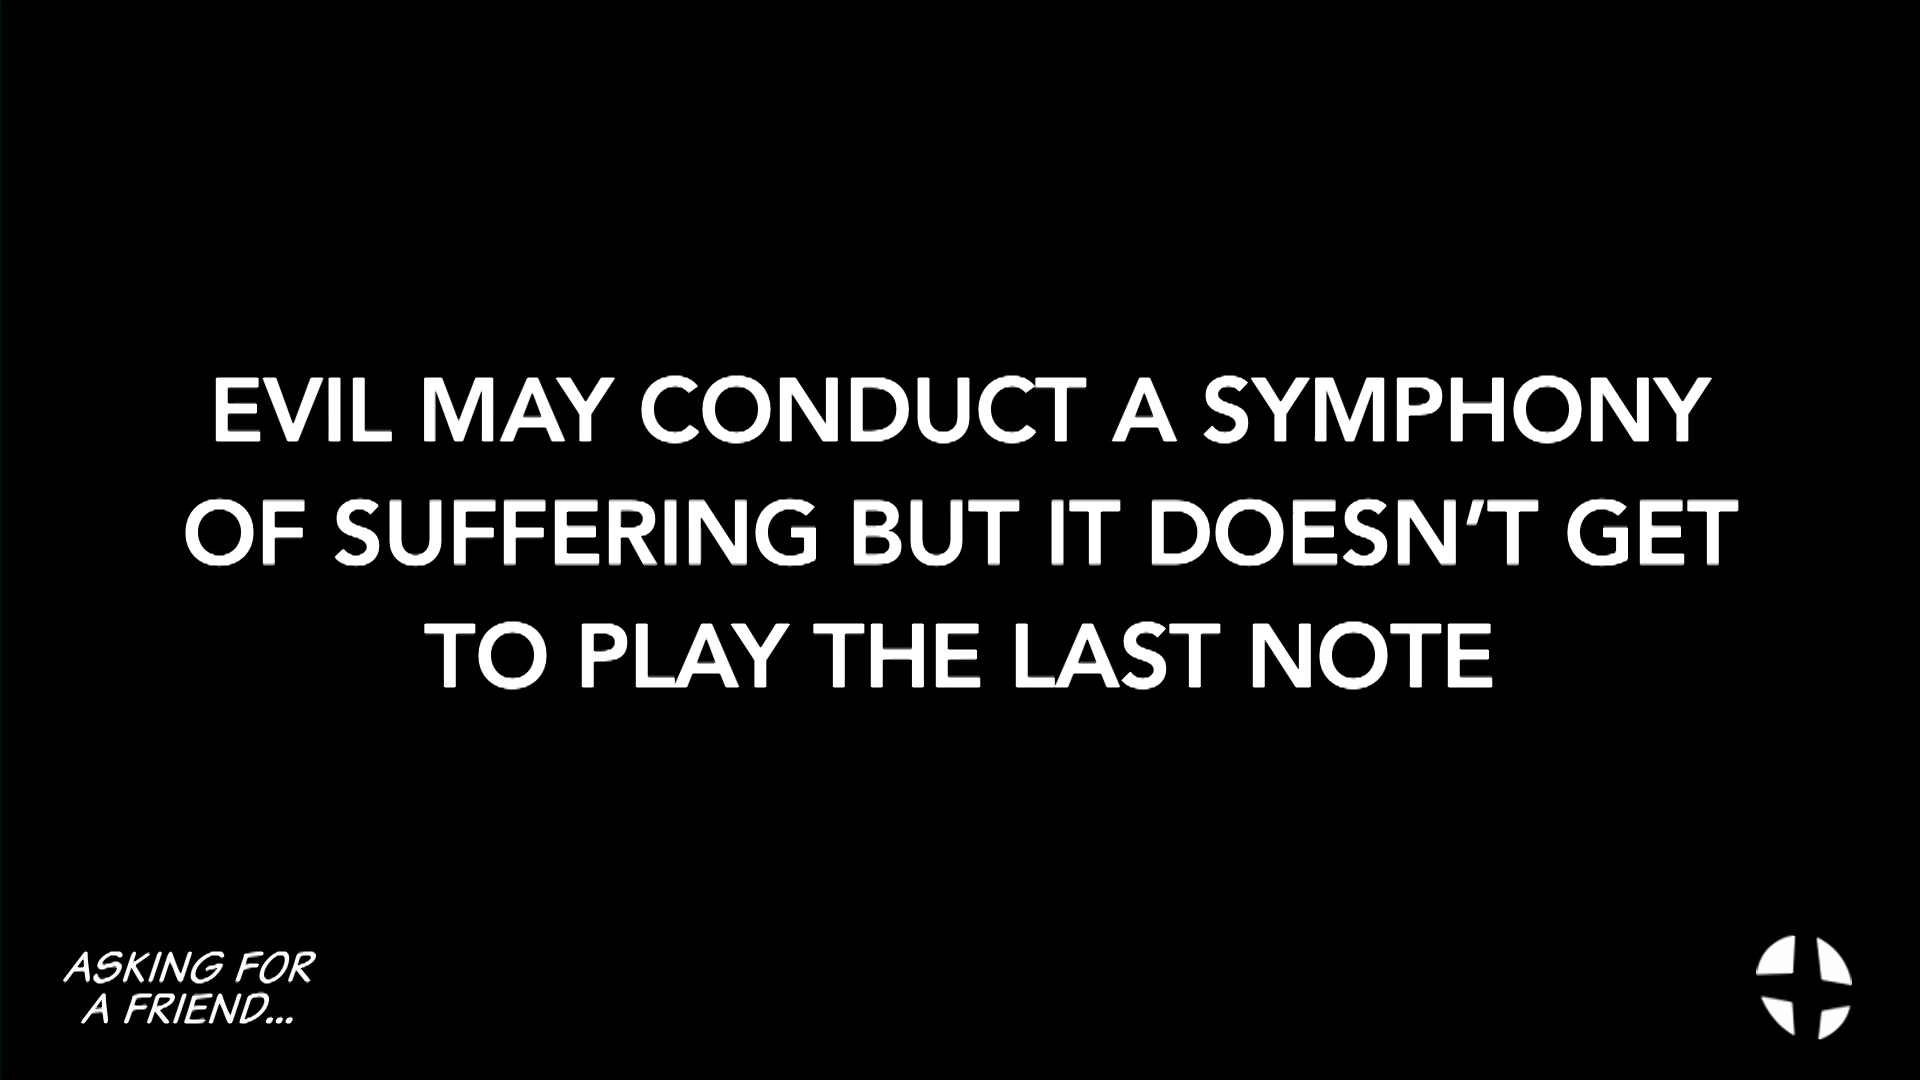 EVIL MAY CONDUCT A SYMPHONY
OF SUFFERING BUT IT DOESN’T GET
TO PLAY THE LAST NOTE
ASKING FOR
A FRIEND...